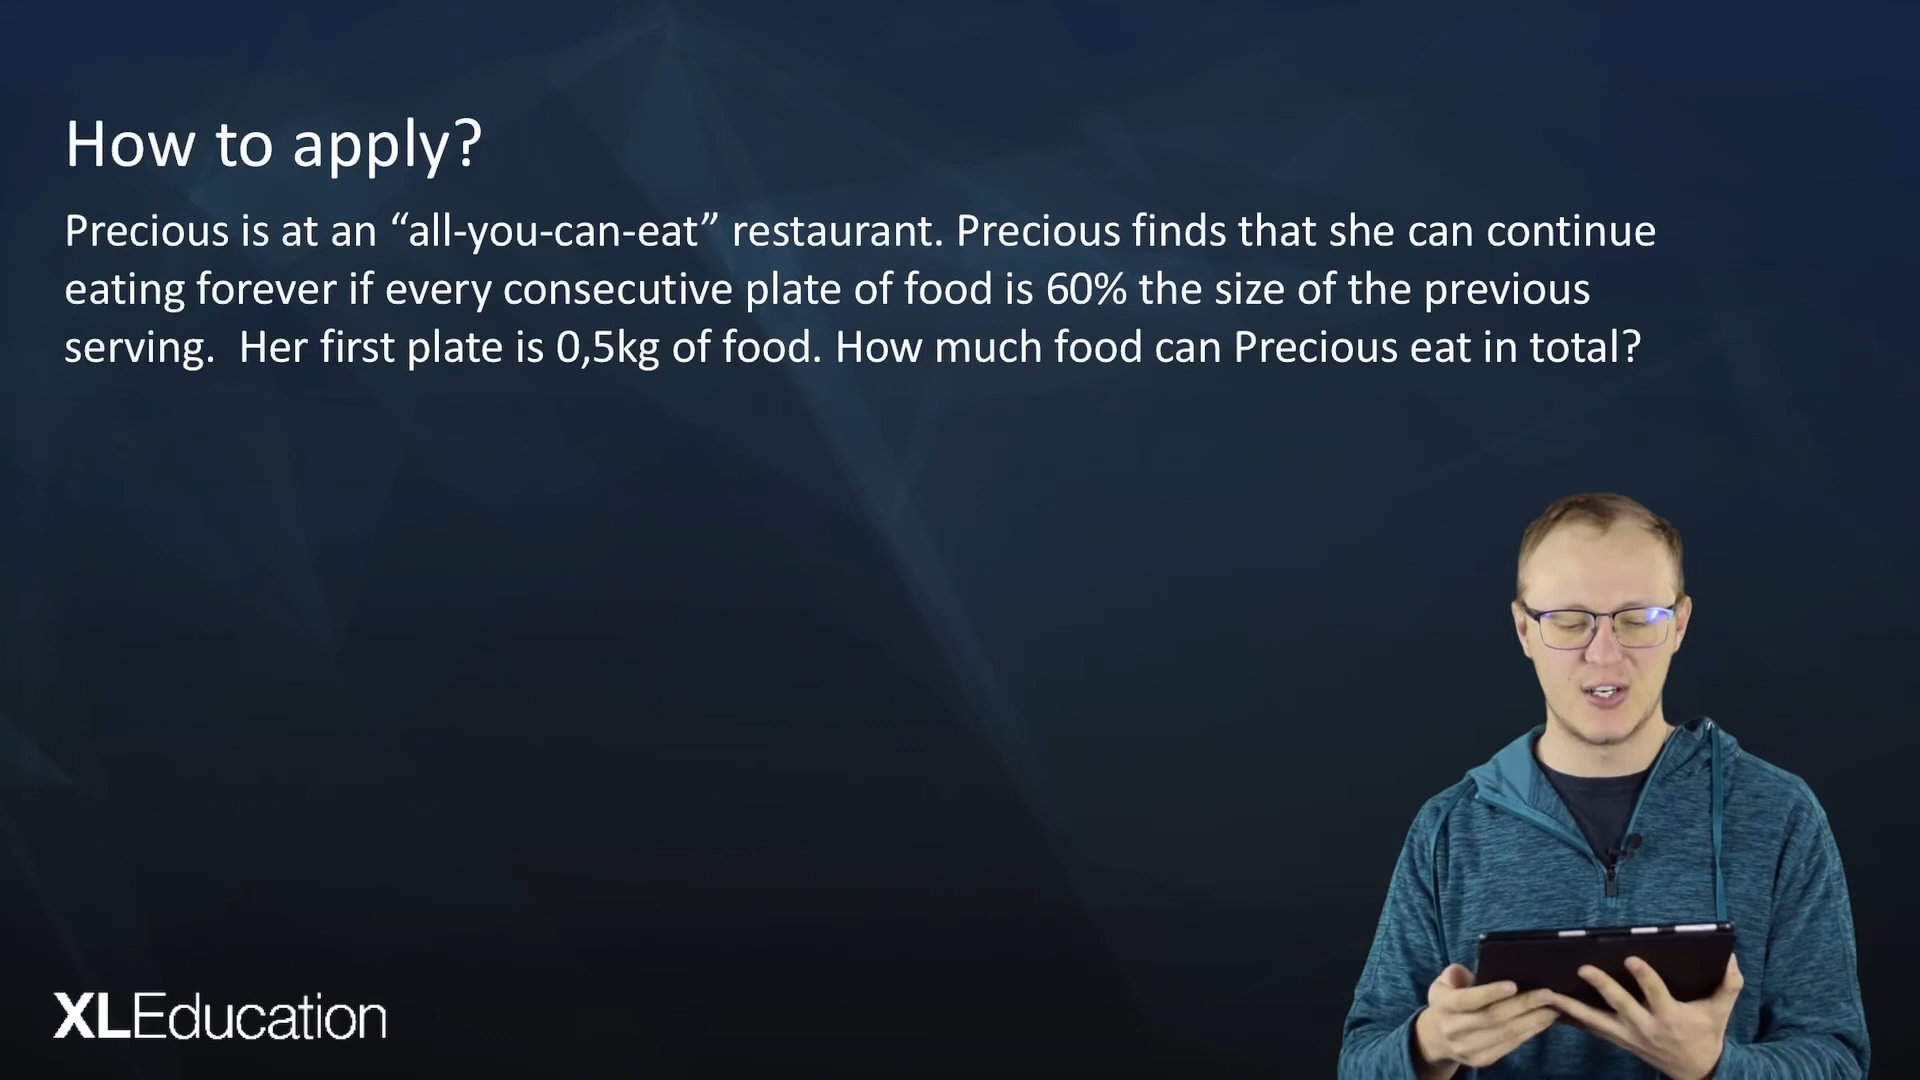 How to apply?
Precious is at an “all-you-can-eat” restaurant. Precious finds that she can continue
eating forever if every consecutive plate of food is 60% the size of the previous
serving.  Her first plate is 0,5kg of food. How much food can Precious eat in total?
XLEducation